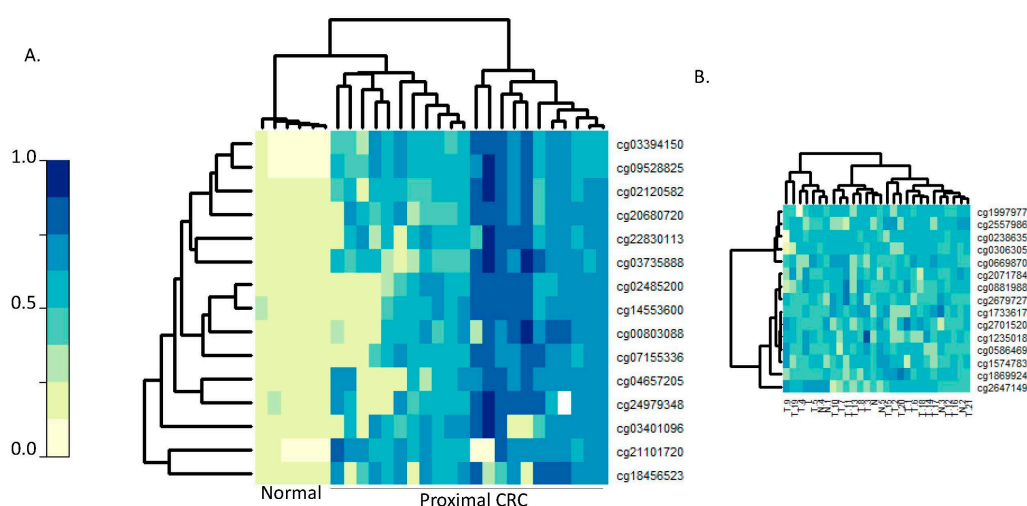 A.
1.0
0.5
0.0
cg03394150
cg09528825
cg02120582
cg20680720
cg22830113
cg03735888
cg02485200
cg14553600
cg00803088
cg07155336
cg04657205
cg24979348
cg03401096
cg21101720
cg18456523
Normal
Proximal CRC
B.
cg1997977
cg2557986
cg0238635
cg0306305
cg0669870
cg2071784
cg0881988
cg2679727
cg1733617
cg2701520
cg1235018
cg0586469
cg1574783
cg1869924
cg2647149